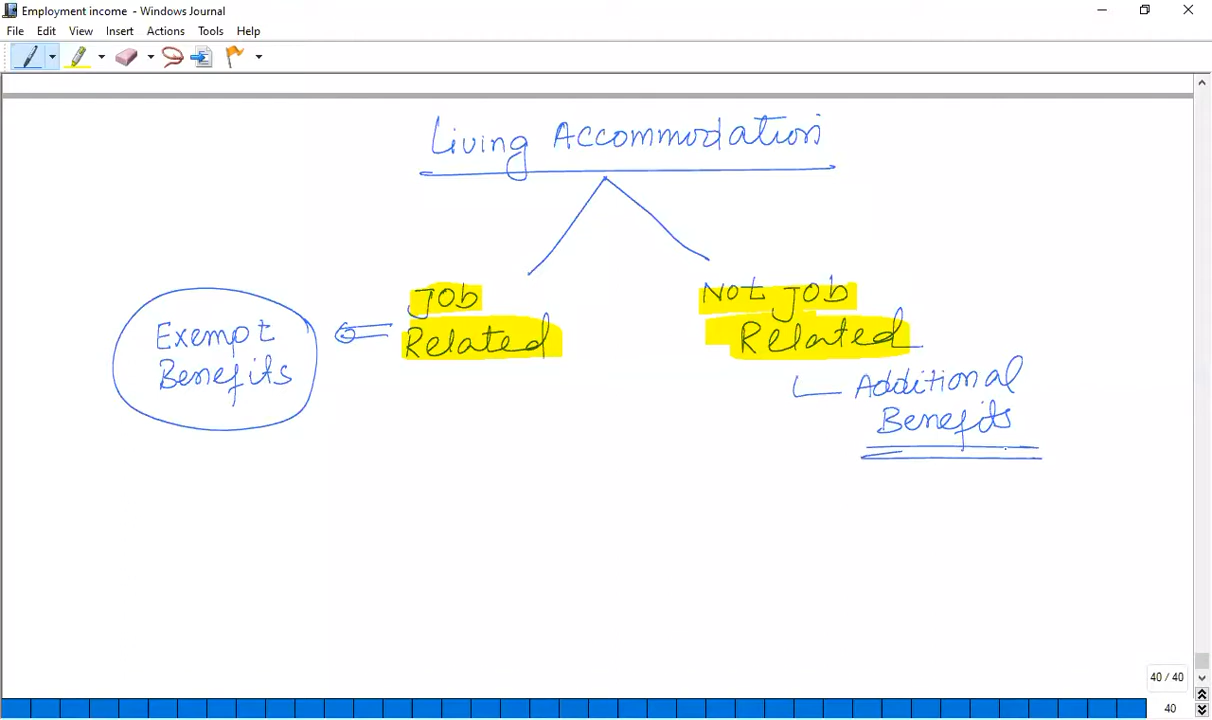 Employment income - Windows Journal
File Edit View Insert Actions Tools Help
Living Accommodation
Job
Related
Not job
Related
Exempt
Benefits
Additional
Benefits
40 / 40
40